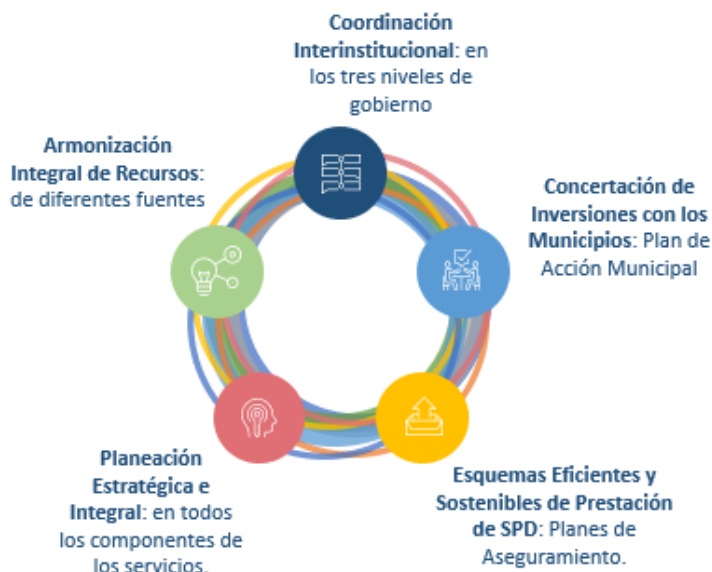 Coordinación
Interinstitucional: en
los tres niveles de
gobierno
Armonización
Integral de Recursos:
de diferentes fuentes
Concertación de
Inversiones con los
Municipios: Plan de
Acción Municipal
Planeación
Estratégica e
Integral: en todos
los componentes de
los servicios.
Esquemas Eficientes y
Sostenibles de Prestación
de SPD: Planes de
Aseguramiento.